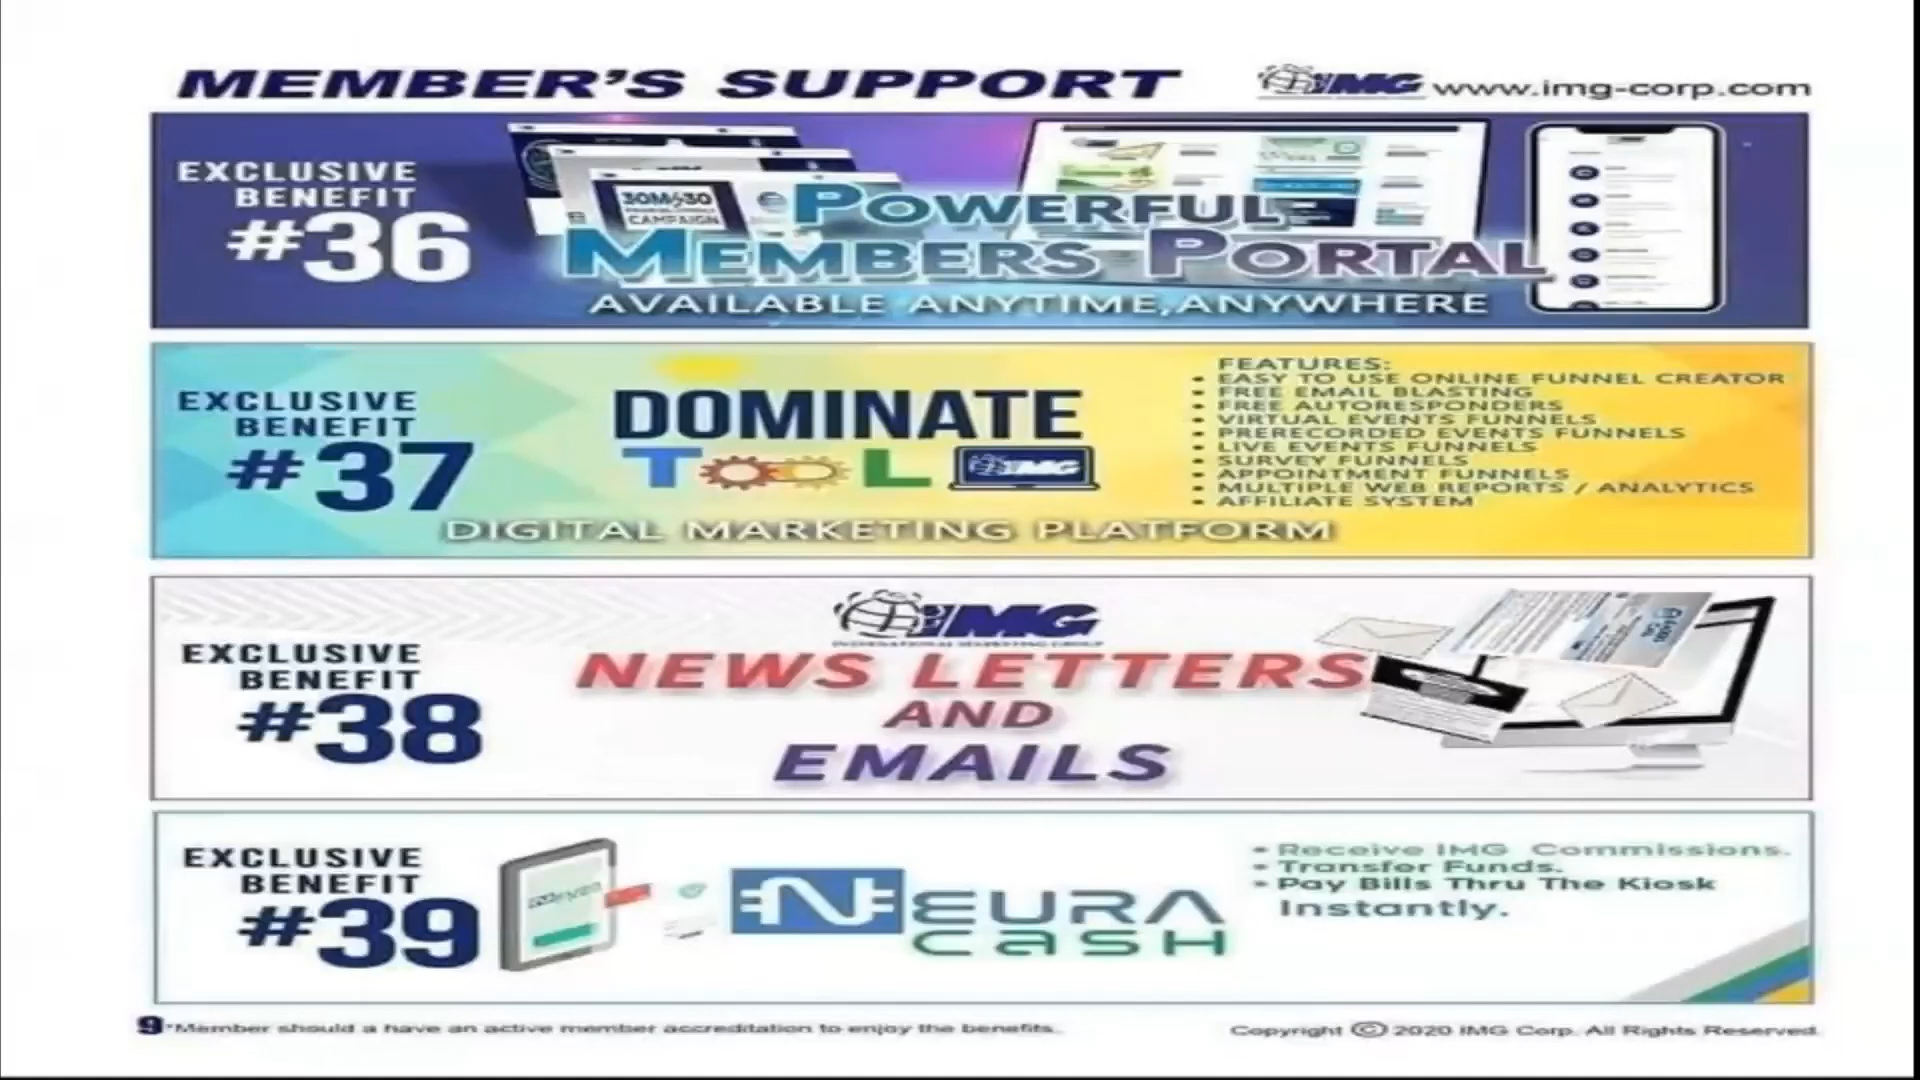 MEMBER'S SUPPORT
IMG www.img-corp.com
EXCLUSIVE
BENEFIT
#36
30M@30
CAMPAIGN
POWERFUL
MEMBERS PORTAL
AVAILABLE ANYTIME,ANYWHERE
EXCLUSIVE
BENEFIT
#37
DOMINATE
TOOL IMG
DIGITAL MARKETING PLATFORM
FEATURES:
• EASY TO USE ONLINE FUNNEL CREATOR
• FREE EMAIL BLASTING
• FREE AUTORESPONDERS
• VIRTUAL EVENTS FUNNELS
• PRERECORDED EVENTS FUNNELS
• LIVE EVENTS FUNNELS
• SURVEY FUNNELS
• APPOINTMENT FUNNELS
• MULTIPLE WEB REPORTS / ANALYTICS
• AFFILIATE SYSTEM
EXCLUSIVE
BENEFIT
#38
IMG
INTERNATIONAL MARKETING GROUP
NEWS LETTERS
AND
EMAILS
EXCLUSIVE
BENEFIT
#39
NEURA
CASH
• Receive IMG Commissions.
• Transfer Funds.
• Pay Bills Thru The Kiosk
Instantly.
9 *Member should a have an active member accreditation to enjoy the benefits.
Copyright © 2020 IMG Corp. All Rights Reserved.